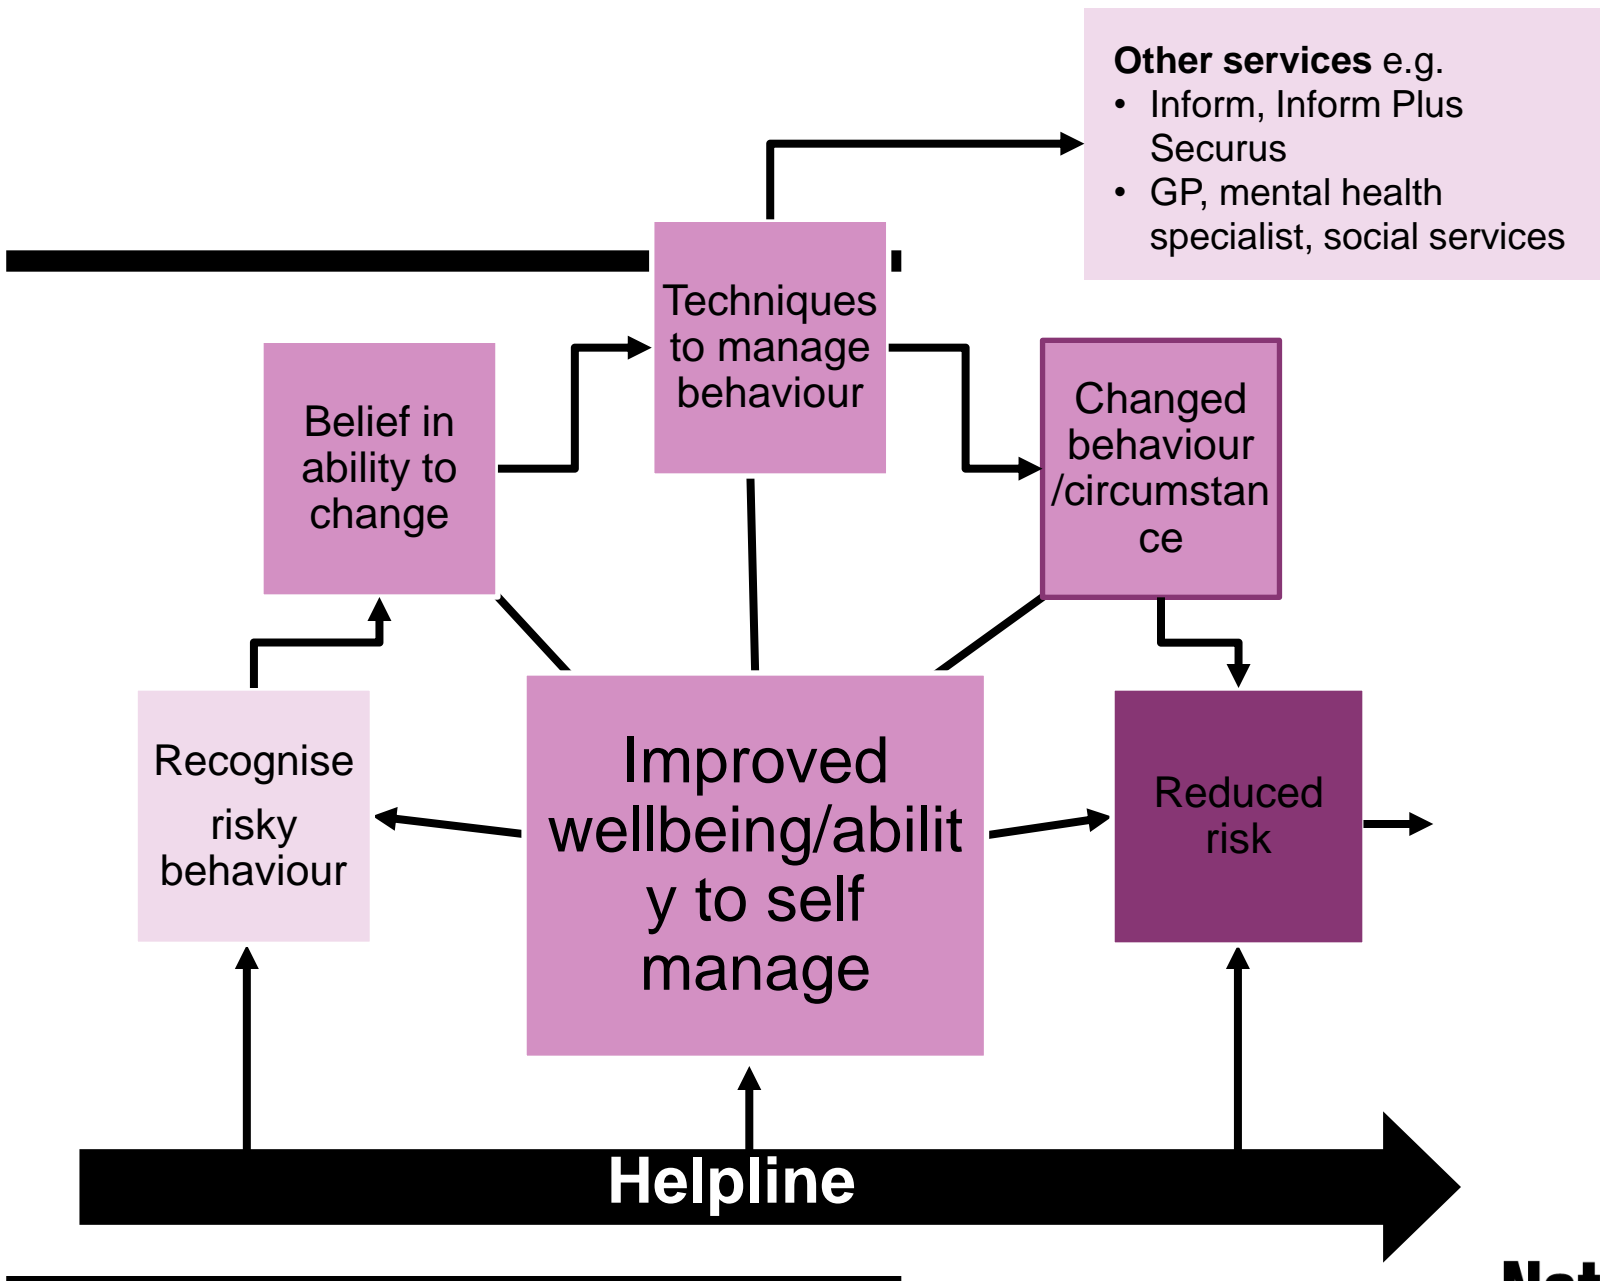 Other services e.g.
• Inform, Inform Plus
Securus
• GP, mental health
specialist, social services
Techniques
to manage
behaviour
Belief in
ability to
change
Changed
behaviour
/circumstan
ce
Recognise
risky
behaviour
Improved
wellbeing/abilit
y to self
manage
Reduced
risk
Helpline